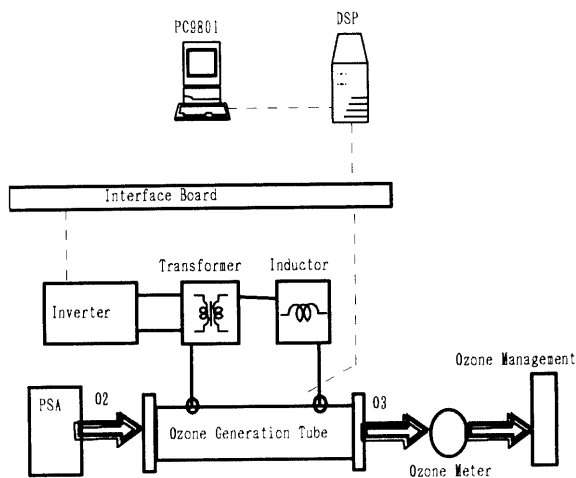 PC9801
DSP
Interface Board
Transformer
Inductor
Inverter
Ozone Management
PSA
O2
O3
Ozone Generation Tube
Ozone Meter